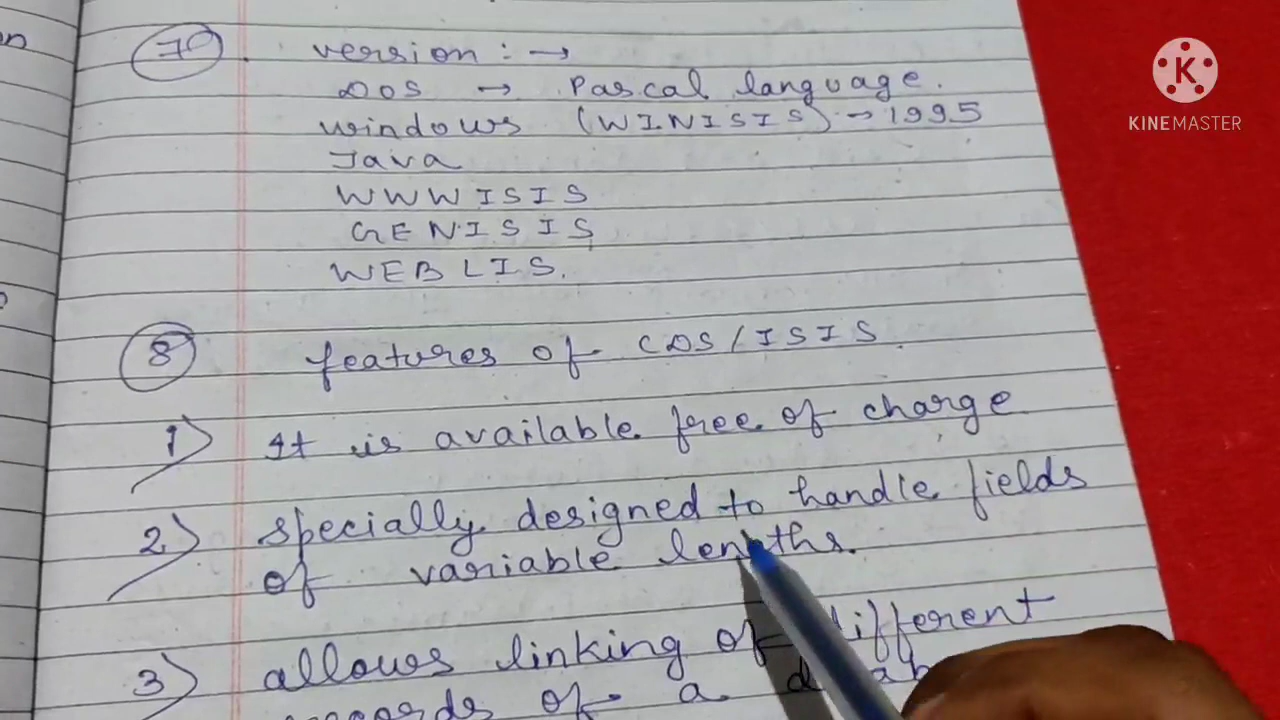 on
7
version : →
DOS → Pascal language.
windows (WINISIS) → 1995
Java
WWWISIS
GENISIS
WEBLIS.
8
features of CDS/ISIS.
1) It is available free of charge
2) specially designed to handle fields
of variable lengths.
3) allows linking of different
of a
K
KINEMASTER